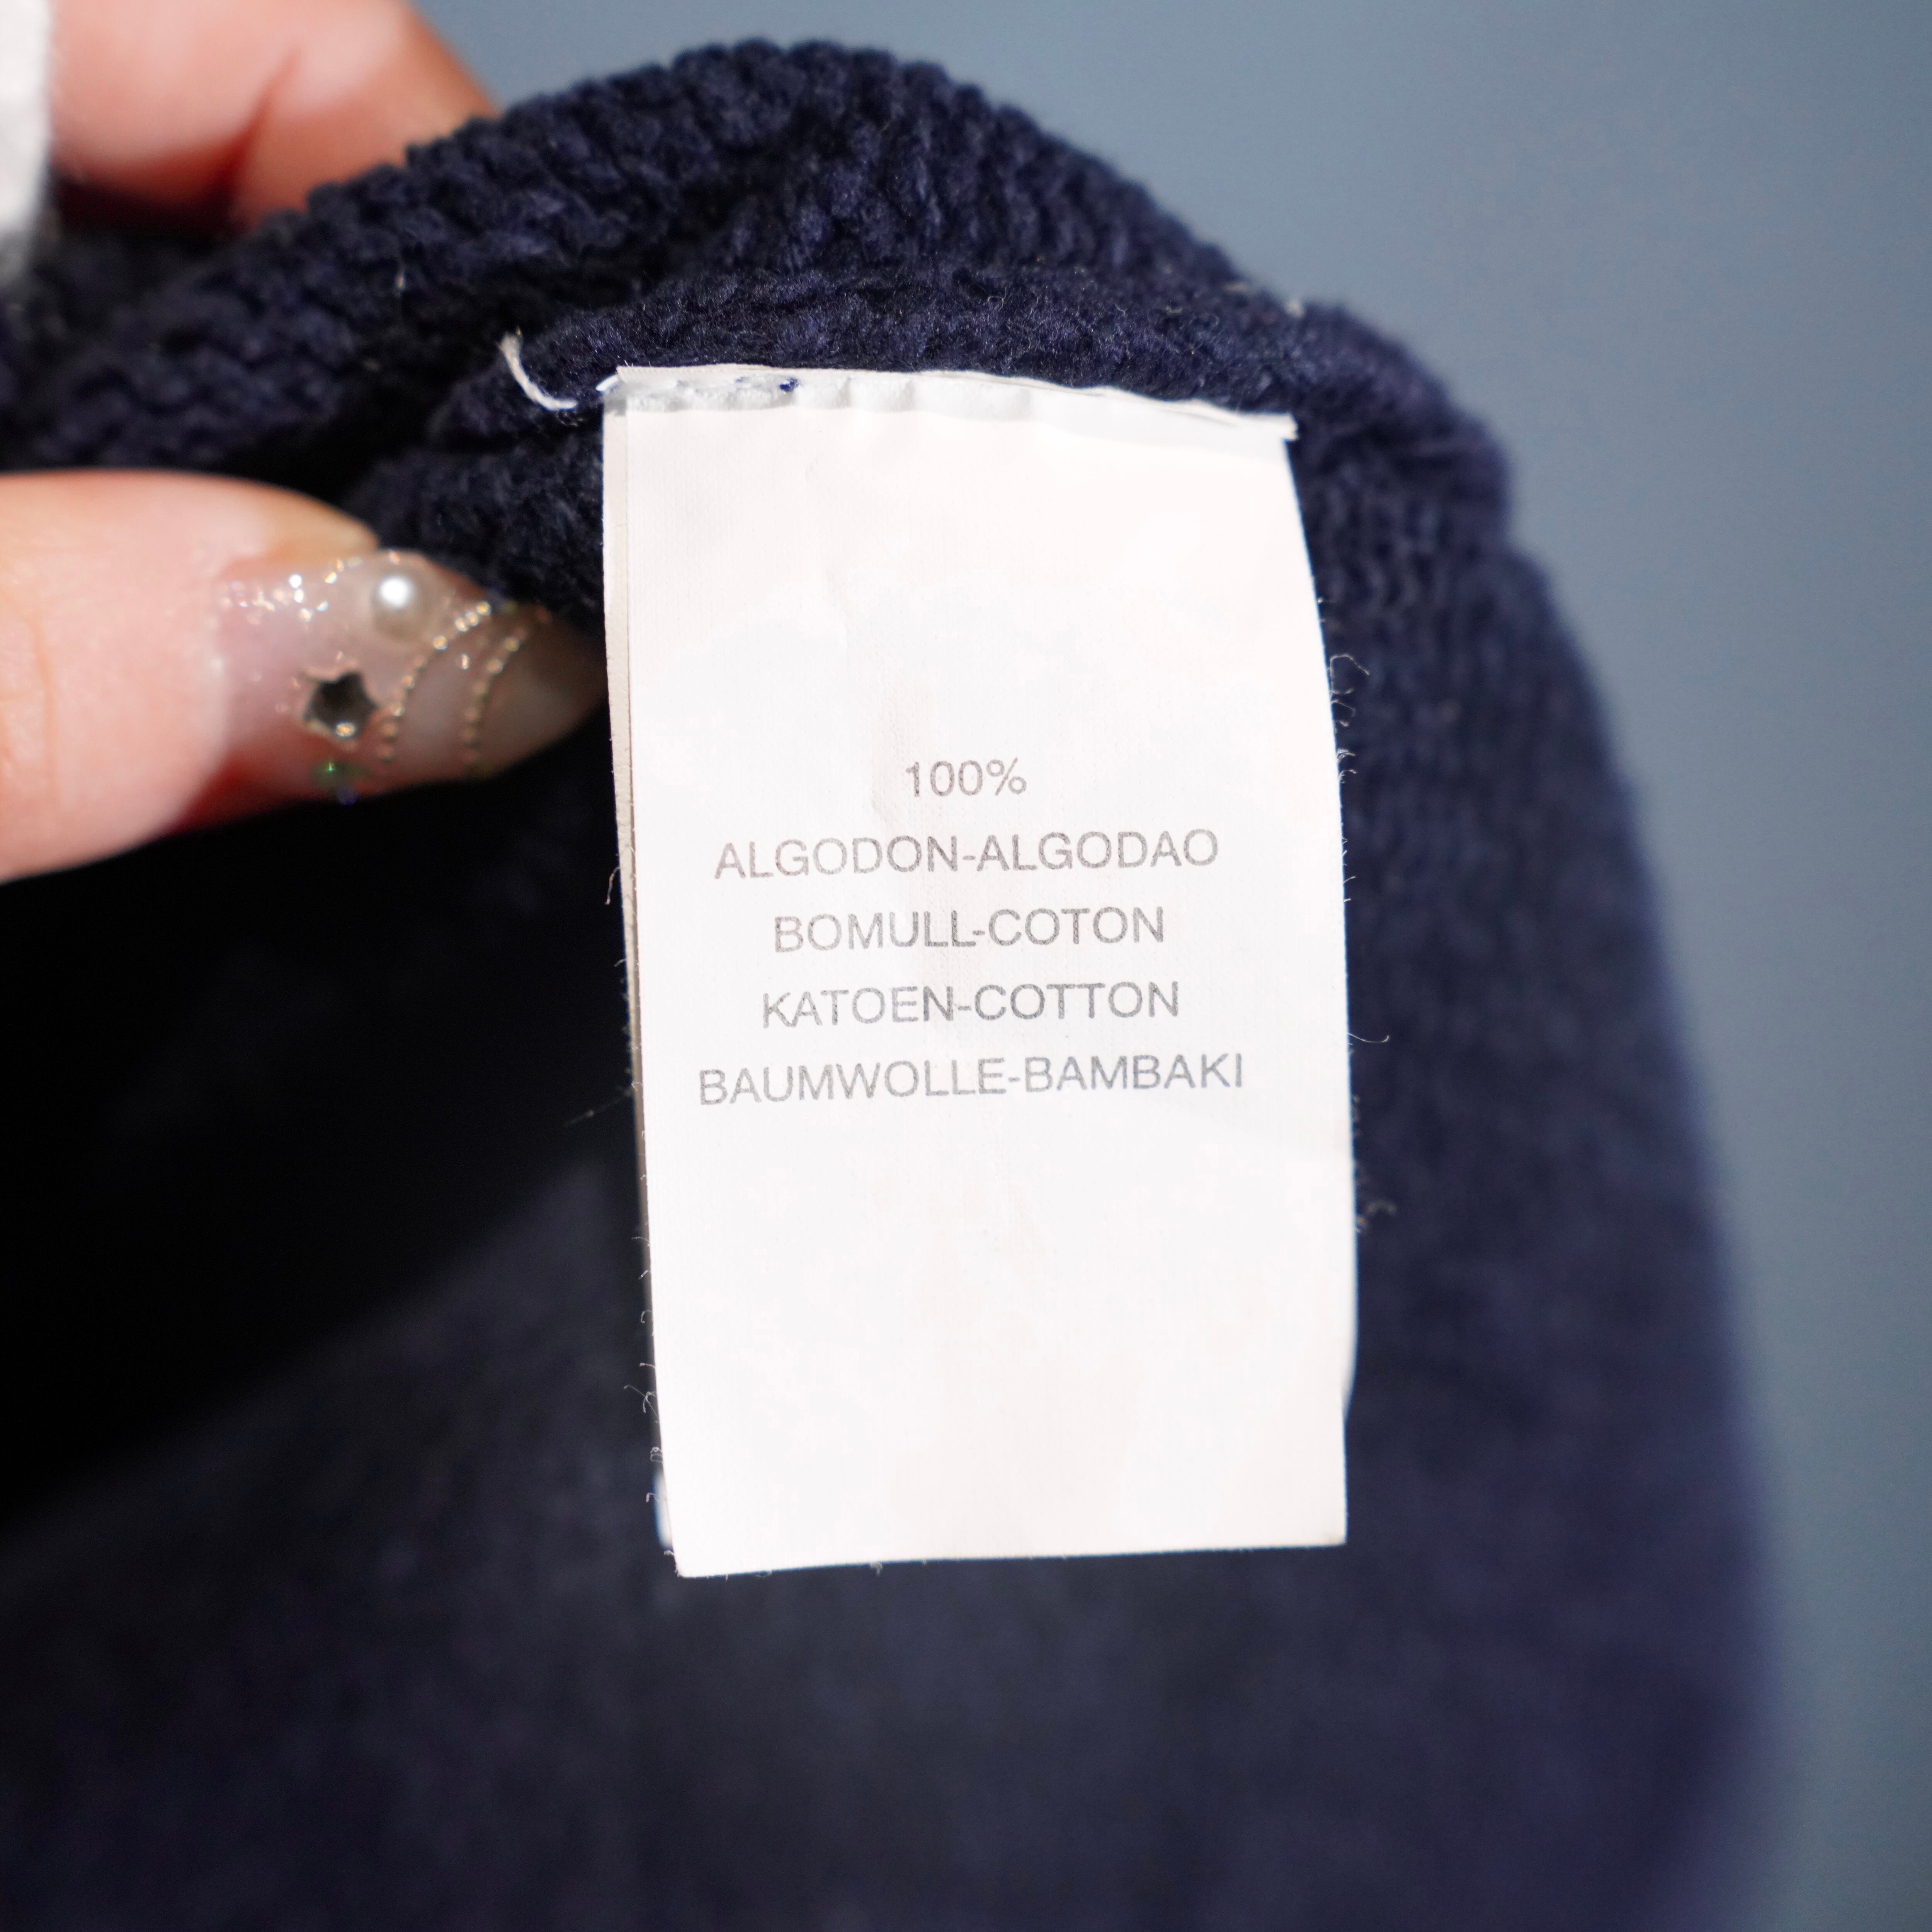 100%
ALGODON-ALGODAO
BOMULL-COTON
KATOEN-COTTON
BAUMWOLLE-BAMBAKI